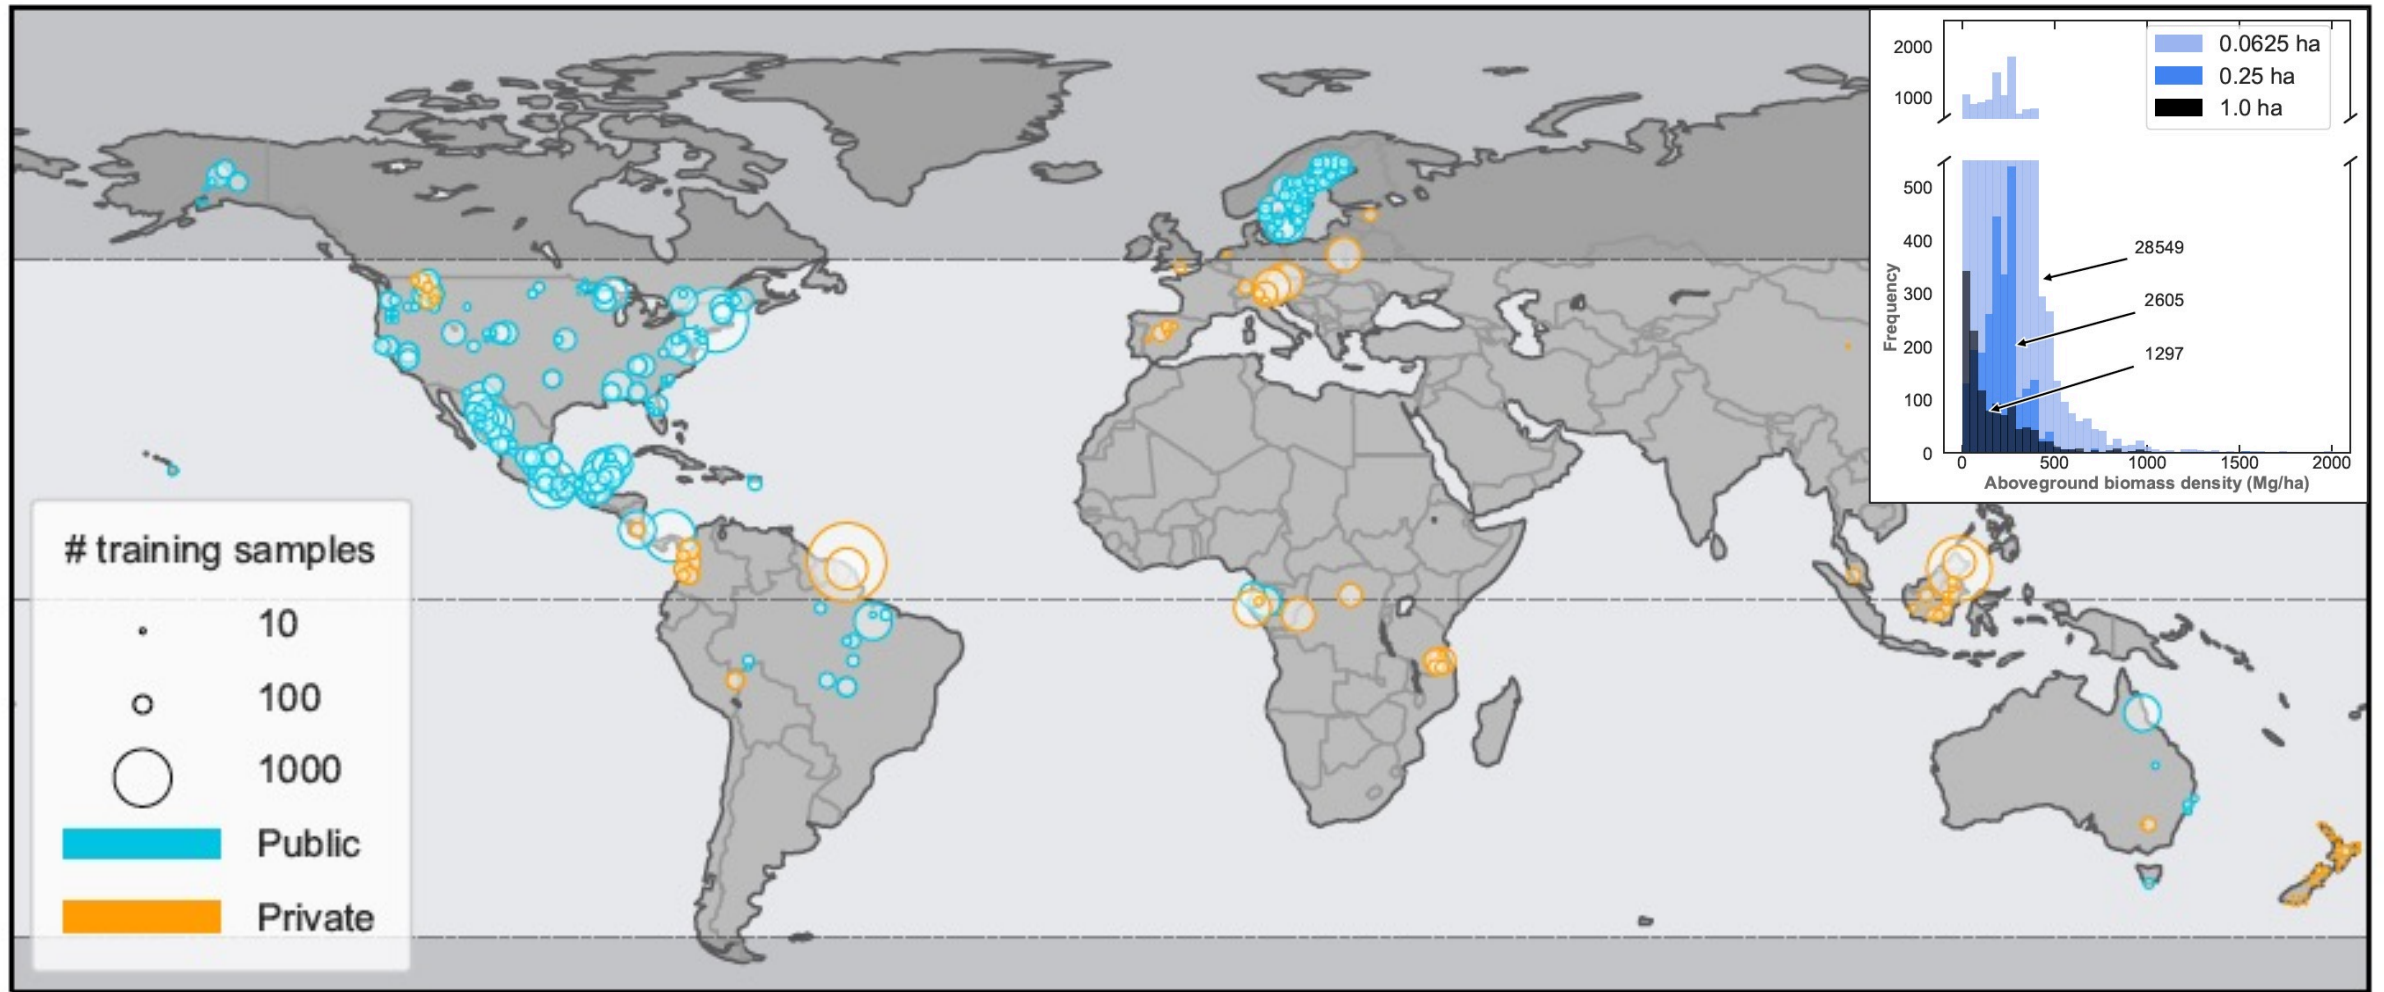 2000
1000
0.0625 ha
0.25 ha
1.0 ha
500
400
300
200
100
0
Frequency
28549
2605
1297
0 500 1000 1500 2000
Aboveground biomass density (Mg/ha)
# training samples
10
100
1000
Public
Private